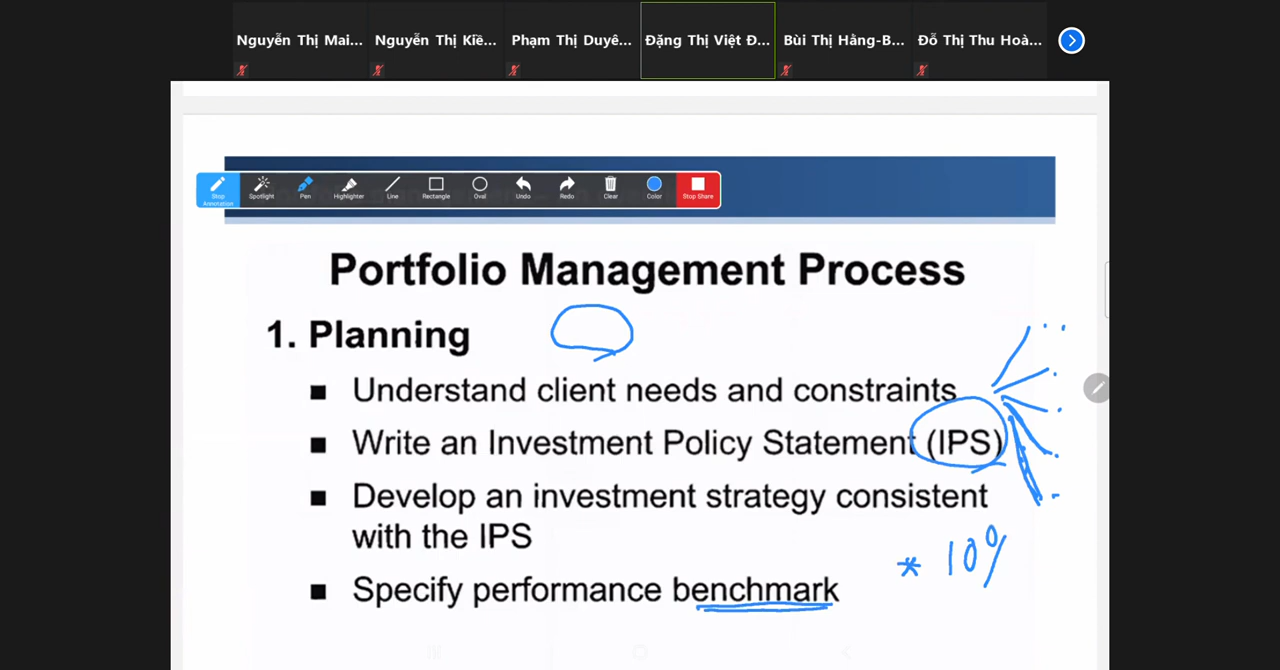 Nguyễn Thị Mai...
Nguyễn Thị Kiề...
Phạm Thị Duyê...
Đặng Thị Việt Đ...
Bùi Thị Hằng-B...
Đỗ Thị Thu Hoà...
Stop Annotation
Spotlight
Pen
Highlighter
Line
Rectangle
Oval
Undo
Redo
Clear
Color
Stop Share
Portfolio Management Process
1. Planning
■ Understand client needs and constraints
■ Write an Investment Policy Statement (IPS)
■ Develop an investment strategy consistent
with the IPS
* 10%
■ Specify performance benchmark